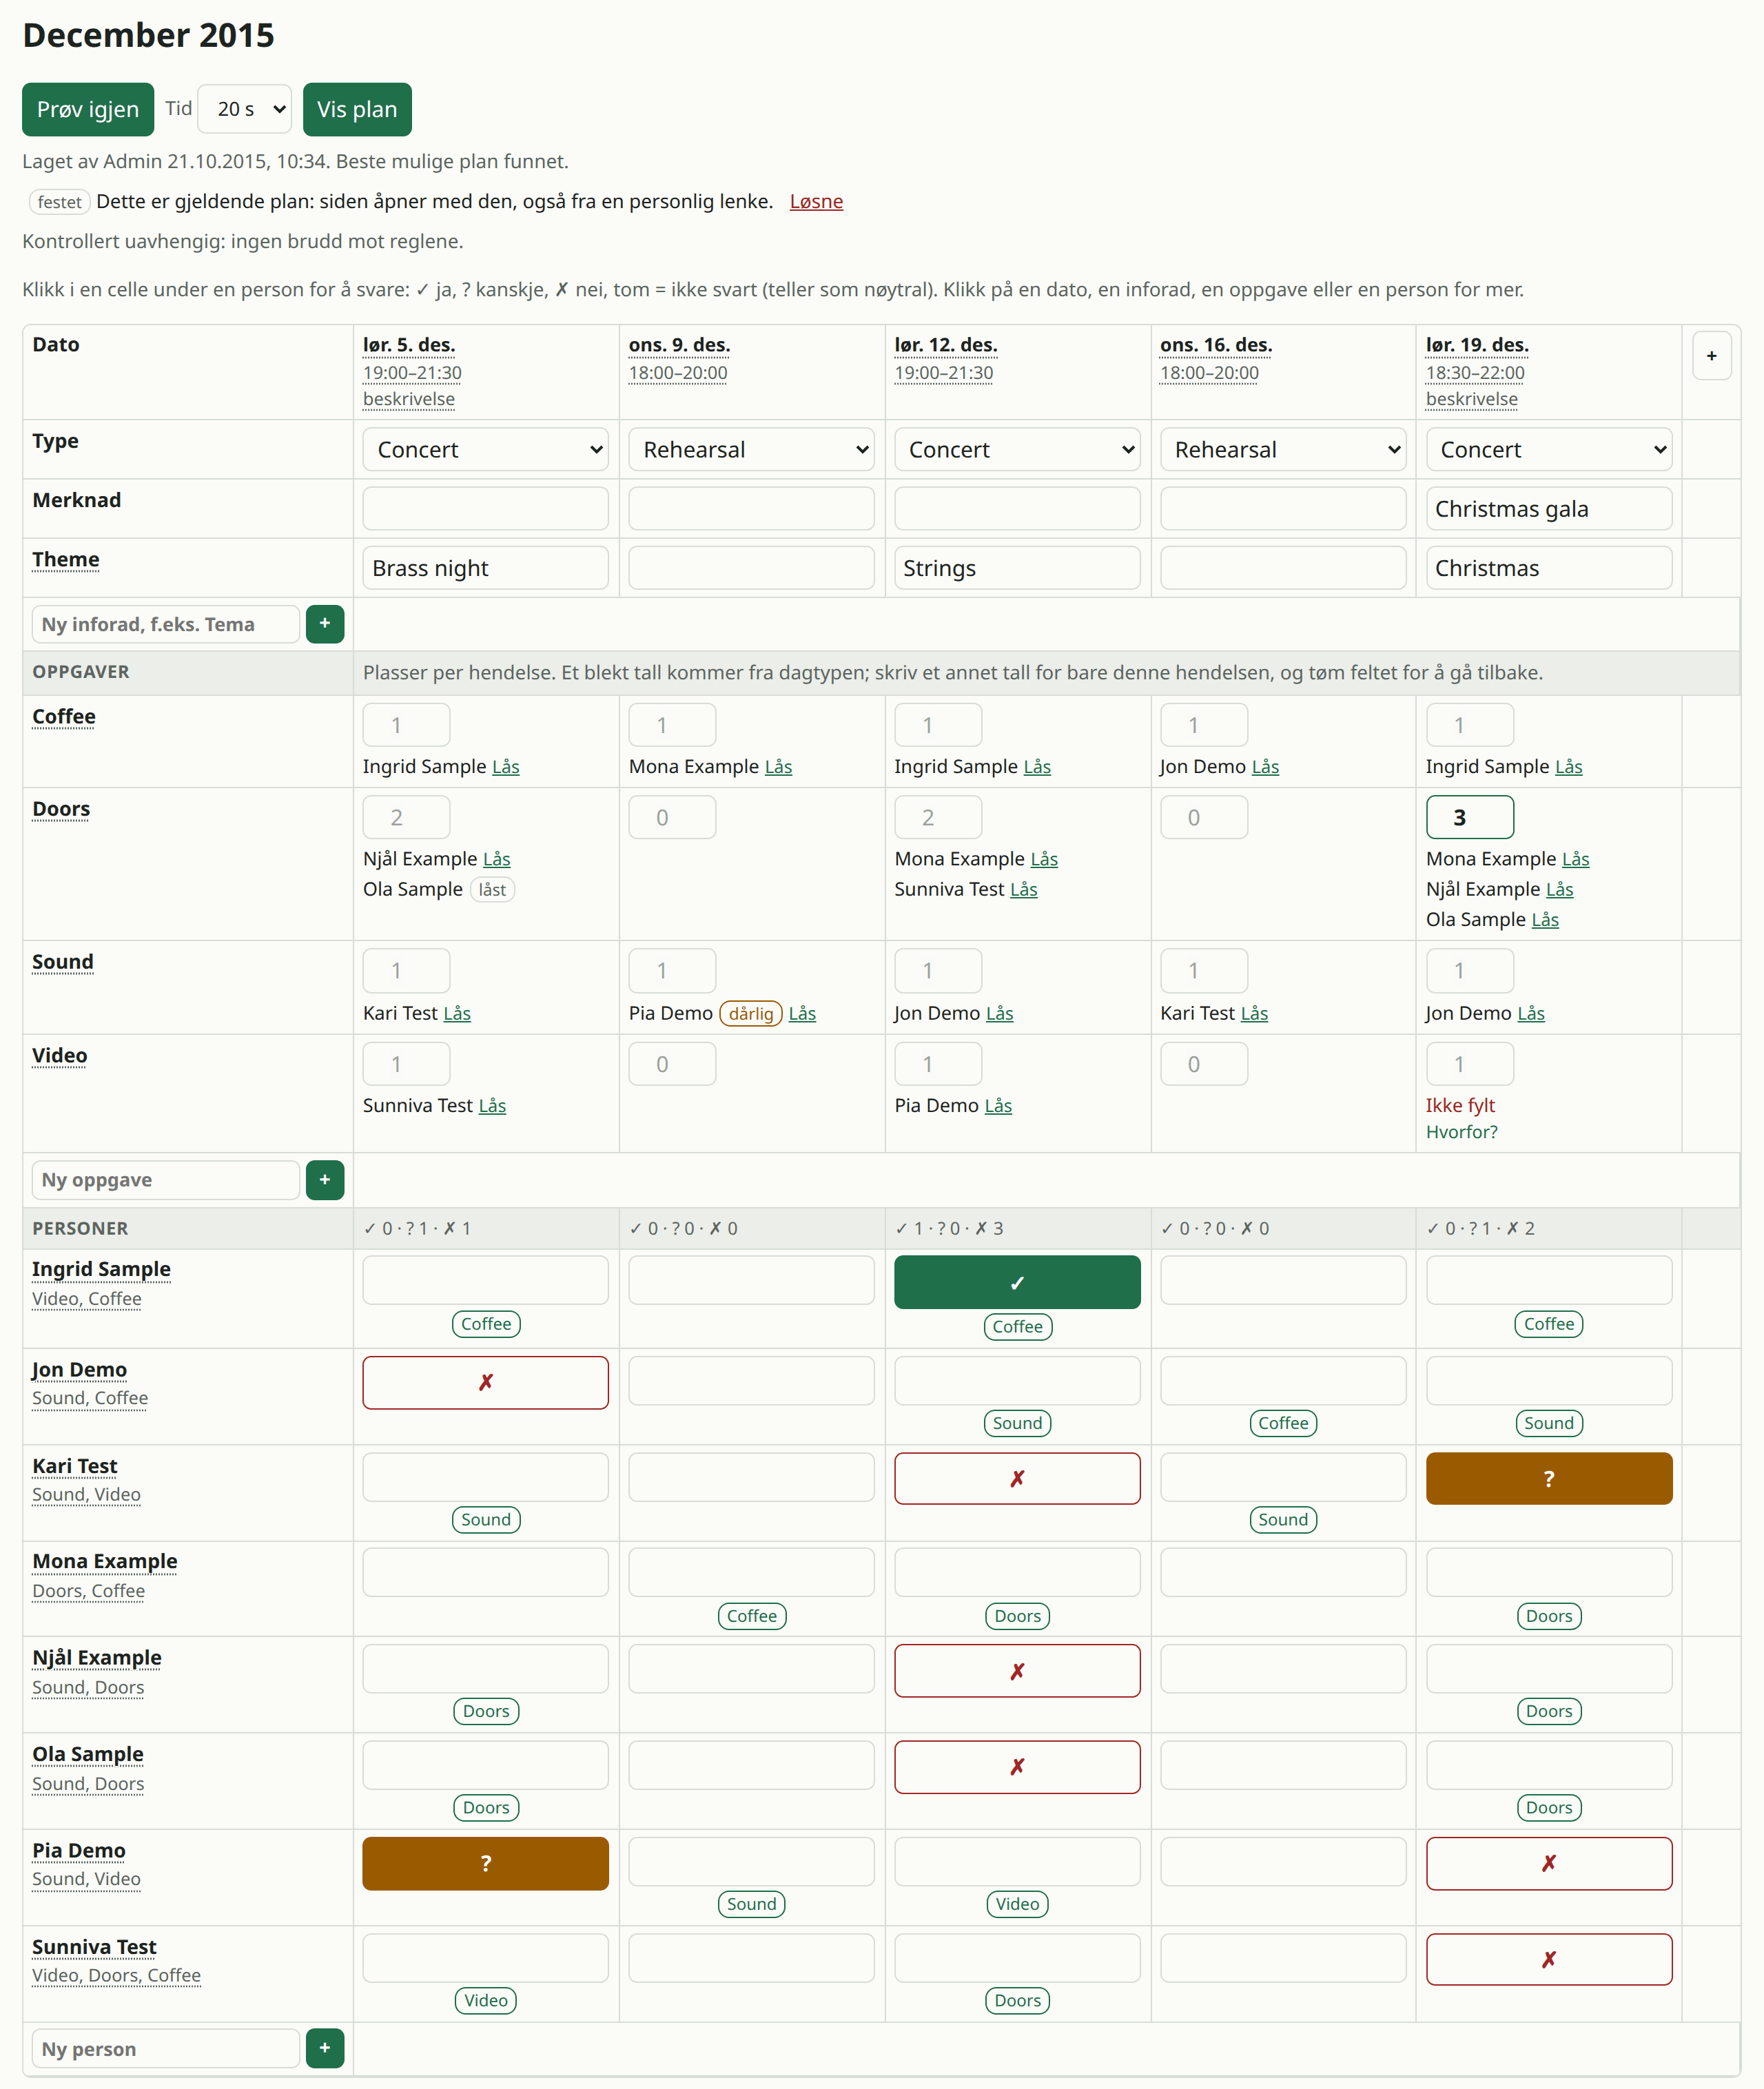 December 2015
Prøv igjen Tid 20 s Vis plan
Laget av Admin 21.10.2015, 10:34. Beste mulige plan funnet.
festet Dette er gjeldende plan: siden åpner med den, også fra en personlig lenke. Løsne
Kontrollert uavhengig: ingen brudd mot reglene.
Klikk i en celle under en person for å svare: ✓ ja, ? kanskje, ✗ nei, tom = ikke svart (teller som nøytral). Klikk på en dato, en inforad, en oppgave eller en person for mer.
Dato lør. 5. des. ons. 9. des. lør. 12. des. ons. 16. des. lør. 19. des. +
19:00–21:30 18:00–20:00 19:00–21:30 18:00–20:00 18:30–22:00
beskrivelse beskrivelse
Type Concert Rehearsal Concert Rehearsal Concert
Merknad Christmas gala
Theme Brass night Strings Christmas
Ny inforad, f.eks. Tema +
OPPGAVER Plasser per hendelse. Et blekt tall kommer fra dagtypen; skriv et annet tall for bare denne hendelsen, og tøm feltet for å gå tilbake.
Coffee 1 1 1 1 1
Ingrid Sample Lås Mona Example Lås Ingrid Sample Lås Jon Demo Lås Ingrid Sample Lås
Doors 2 0 2 0 3
Njål Example Lås Mona Example Lås Mona Example Lås
Ola Sample låst Sunniva Test Lås Njål Example Lås
Ola Sample Lås
Sound 1 1 1 1 1
Kari Test Lås Pia Demo dårlig Lås Jon Demo Lås Kari Test Lås Jon Demo Lås
Video 1 0 1 0 1
Sunniva Test Lås Pia Demo Lås Ikke fylt
Hvorfor?
Ny oppgave +
PERSONER ✓ 0 · ? 1 · ✗ 1 ✓ 0 · ? 0 · ✗ 0 ✓ 1 · ? 0 · ✗ 3 ✓ 0 · ? 0 · ✗ 0 ✓ 0 · ? 1 · ✗ 2
Ingrid Sample ✓
Video, Coffee
Coffee Coffee Coffee
Jon Demo ✗
Sound, Coffee
Sound Coffee Sound
Kari Test ✗ ?
Sound, Video
Sound Sound
Mona Example
Doors, Coffee
Coffee Doors Doors
Njål Example ✗
Sound, Doors
Doors Doors
Ola Sample ✗
Sound, Doors
Doors Doors
Pia Demo ? ✗
Sound, Video
Sound Video
Sunniva Test ✗
Video, Doors, Coffee
Video Doors
Ny person +